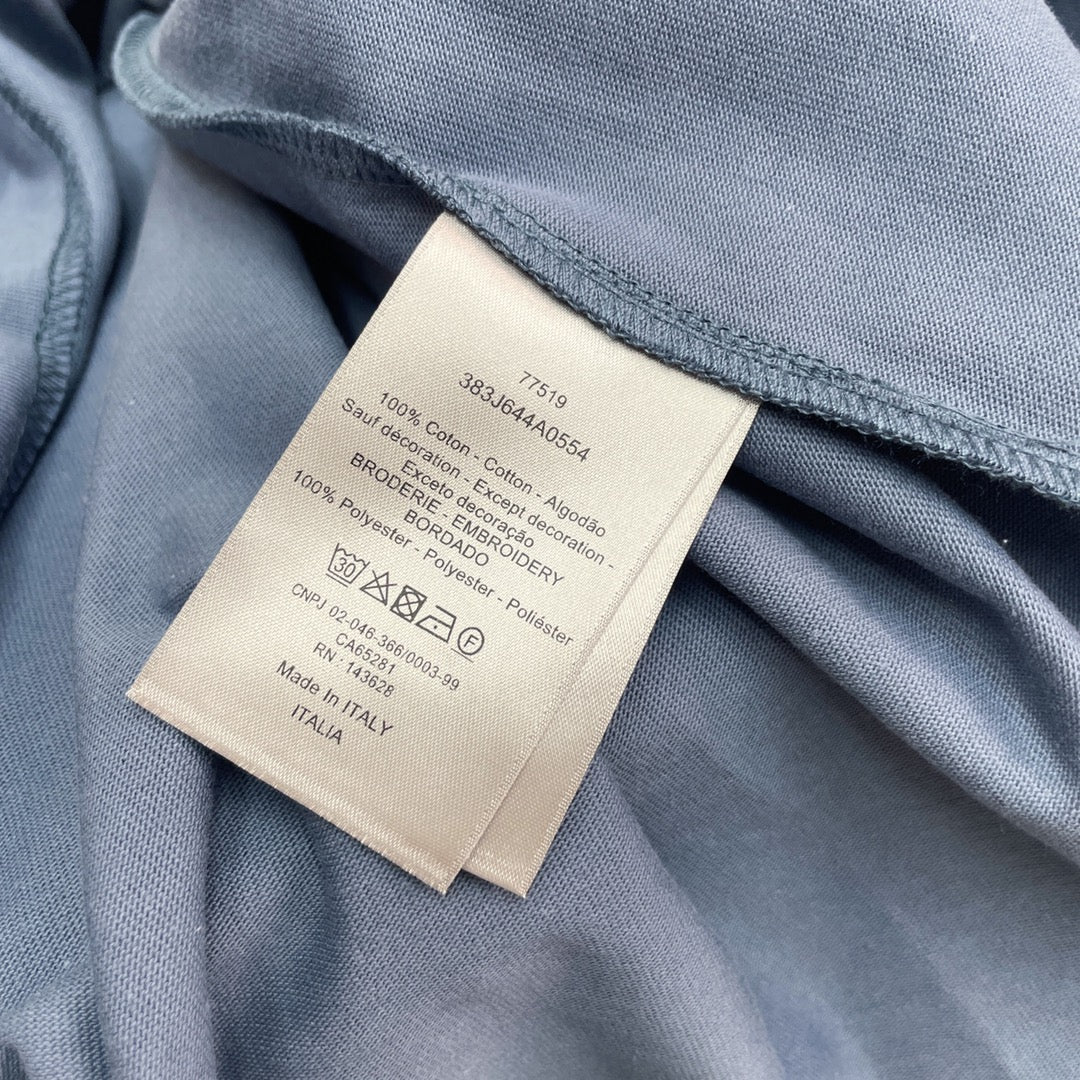 77519
383J644A0554
100% Coton - Cotton - Algodão
Sauf décoration - Except decoration -
Exceto decoração
BRODERIE - EMBROIDERY
BORDADO
100% Polyester - Polyester - Poliéster
30 F
CNPJ 02-046-366/0003-99
CA65281
RN : 143628
Made In ITALY
ITALIA